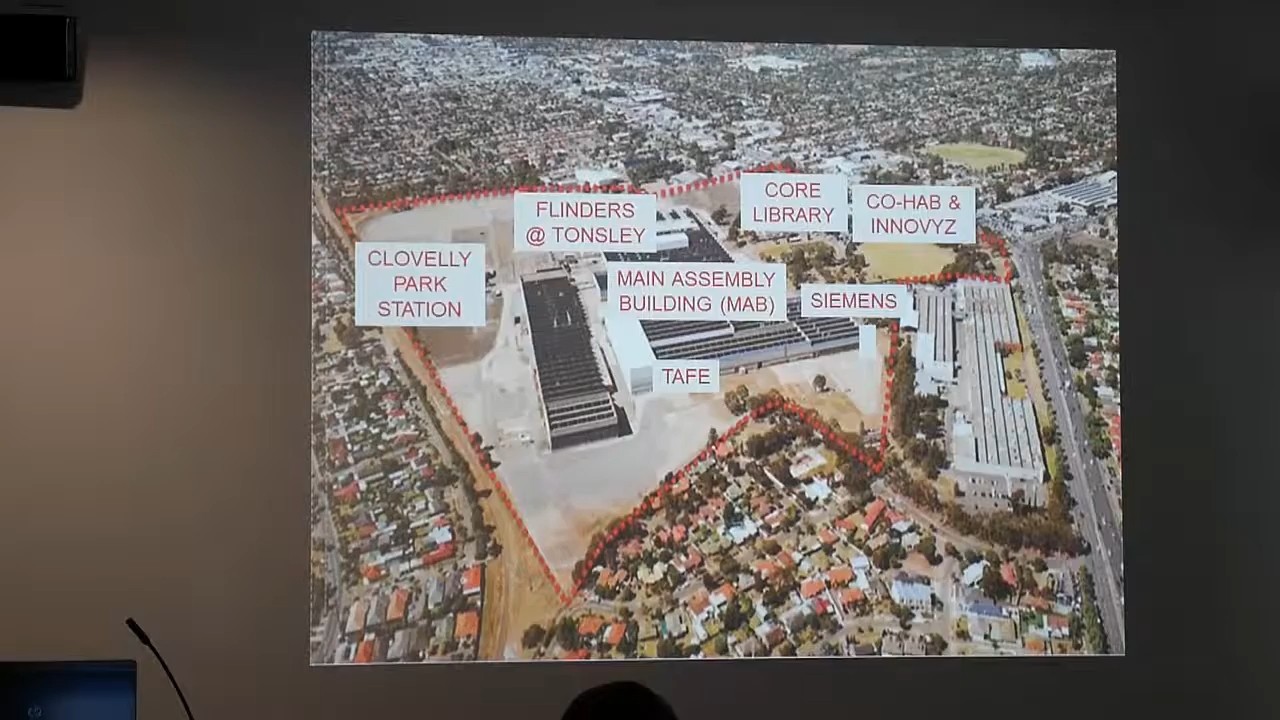 FLINDERS
@ TONSLEY
CORE
LIBRARY
CO-HAB &
INNOVYZ
CLOVELLY
PARK
STATION
MAIN ASSEMBLY
BUILDING (MAB)
SIEMENS
TAFE